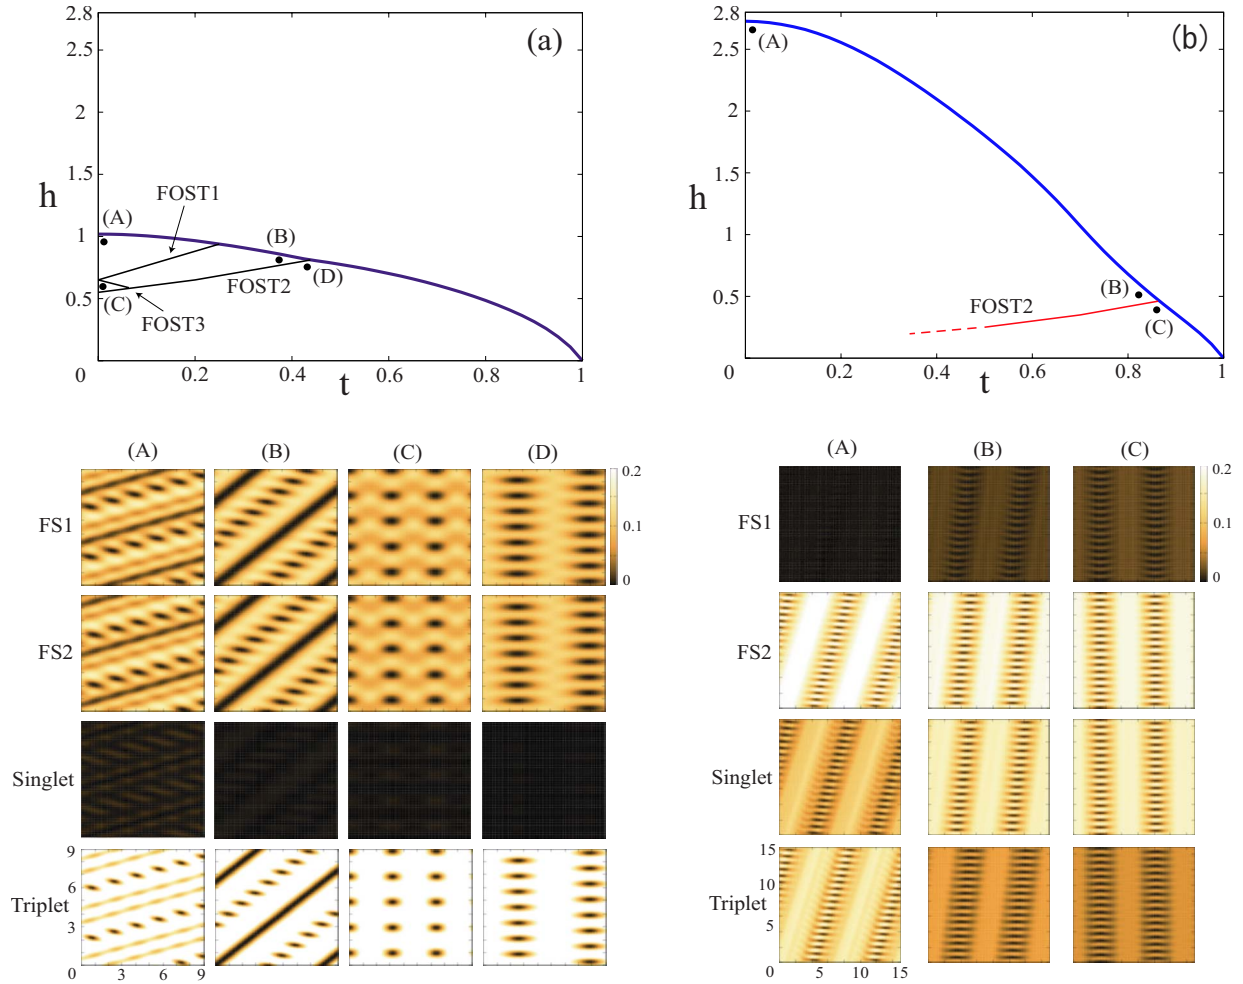 2.8
(a)
2.5
2
1.5
h
FOST1
1
(A)
(B)
(D)
0.5
(C)
FOST2
FOST3
0
0
0.2
0.4
0.6
0.8
1
t
2.8
(b)
(A)
2.5
2
1.5
h
1
0.5
FOST2
(B)
(C)
0
0.2
0.4
0.6
0.8
1
t
(A) (B) (C) (D)
FS1
0.2
0.1
0
FS2
Singlet
Triplet
9
6
3
0
3
6
9
(A) (B) (C)
FS1
0.2
0.1
0
FS2
Singlet
Triplet
15
10
5
0
5
10
15